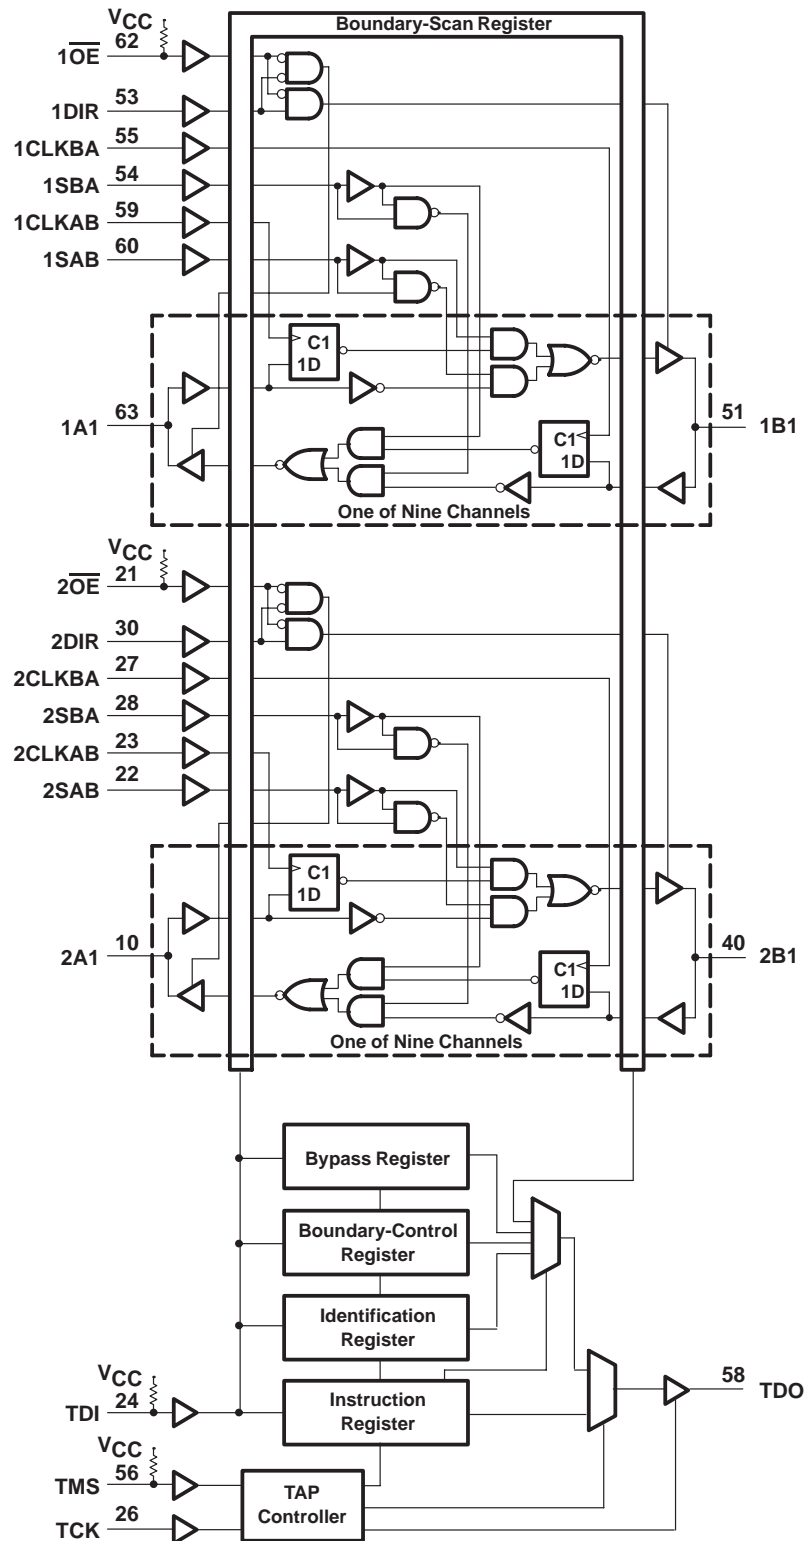 VCC
Boundary-Scan Register
1OE 62
1DIR 53
1CLKBA 55
1SBA 54
1CLKAB 59
1SAB 60
C1
1D
1A1 63
51 1B1
C1
1D
One of Nine Channels
VCC
2OE 21
2DIR 30
2CLKBA 27
2SBA 28
2CLKAB 23
2SAB 22
C1
1D
2A1 10
40 2B1
C1
1D
One of Nine Channels
Bypass Register
Boundary-Control
Register
Identification
Register
VCC
TDI 24
Instruction
Register
58 TDO
VCC
TMS 56
TAP
Controller
TCK 26